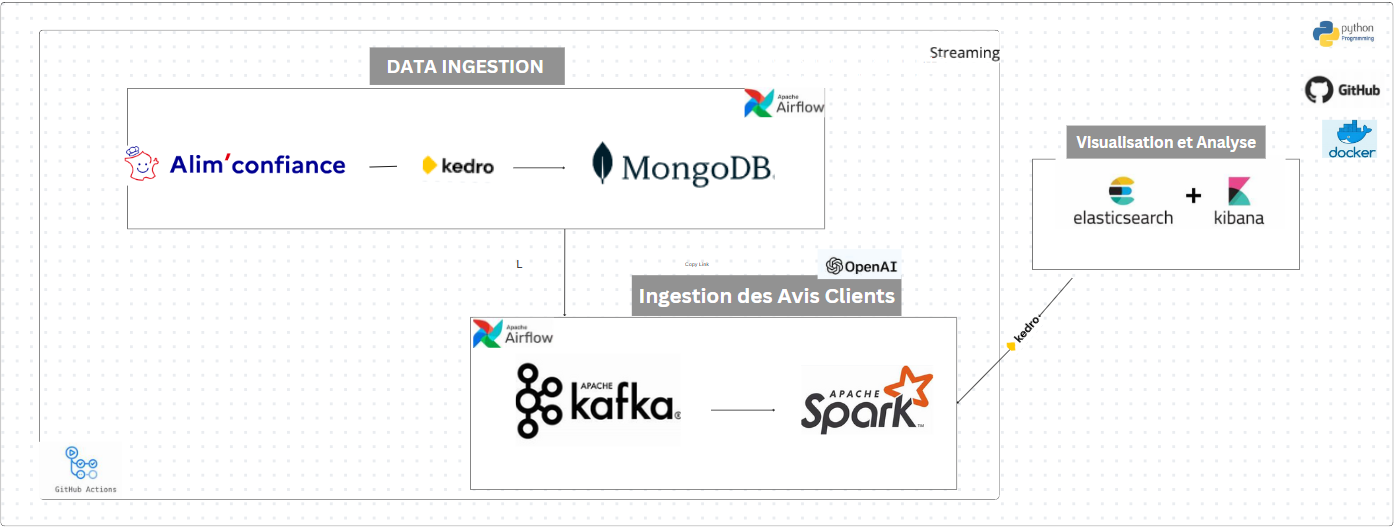 python
Programming
Streaming
DATA INGESTION
GitHub
Apache
Airflow
docker
Visualisation et Analyse
Alim'confiance
kedro
MongoDB.
elasticsearch
+
kibana
L
Copy Link
OpenAI
Ingestion des Avis Clients
Apache
Airflow
kedro
APACHE
kafka
APACHE
Spark™
GitHub Actions